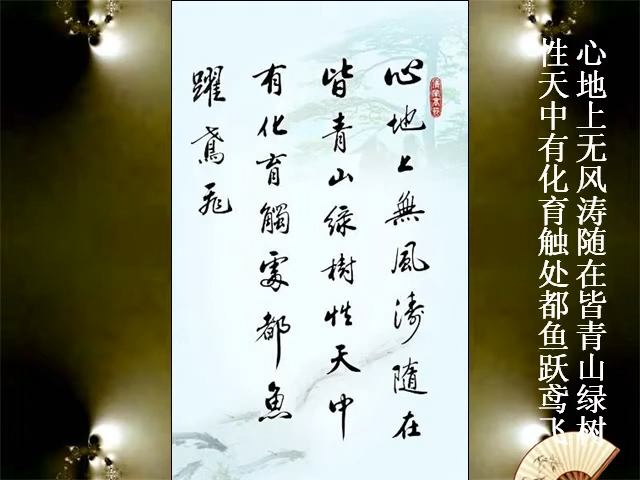 心地上無風濤隨在
皆青山綠樹性天中
有化育觸處都魚
躍鳶飛
心地上无风涛随在皆青山绿树
性天中有化育触处都鱼跃鸢飞